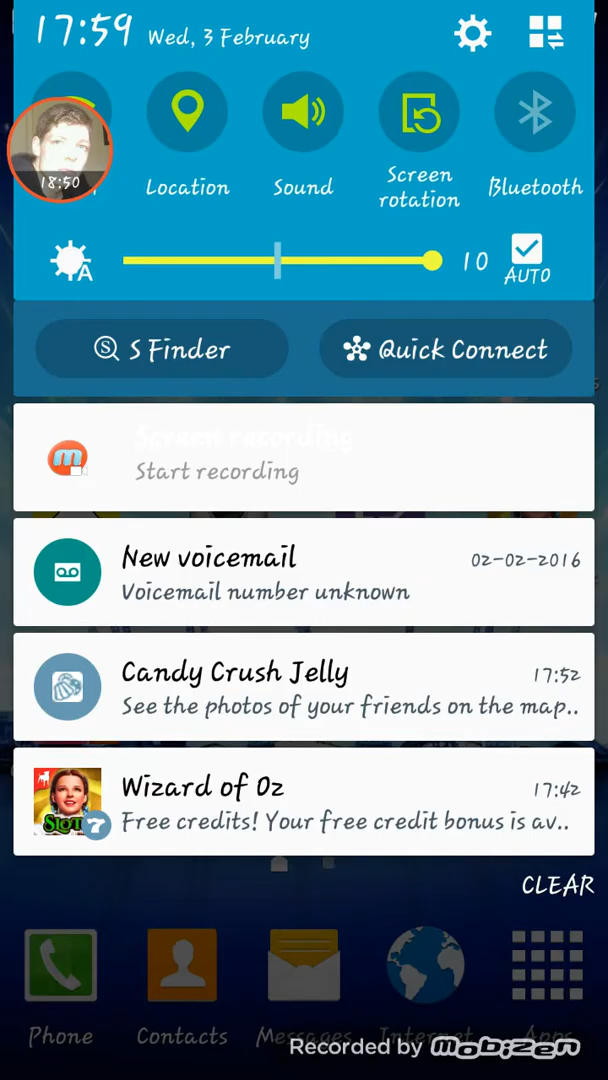 17:59 Wed, 3 February
18:50
Location
Sound
Screen rotation
Bluetooth
A
10
AUTO
S Finder
Quick Connect
m
Screen recording
Start recording
New voicemail
02-02-2016
Voicemail number unknown
Candy Crush Jelly
17:52
See the photos of your friends on the map..
SLOT
7
Wizard of Oz
17:42
Free credits! Your free credit bonus is av..
CLEAR
Phone
Contacts
Messages
Internet
Apps
Recorded by mobizen